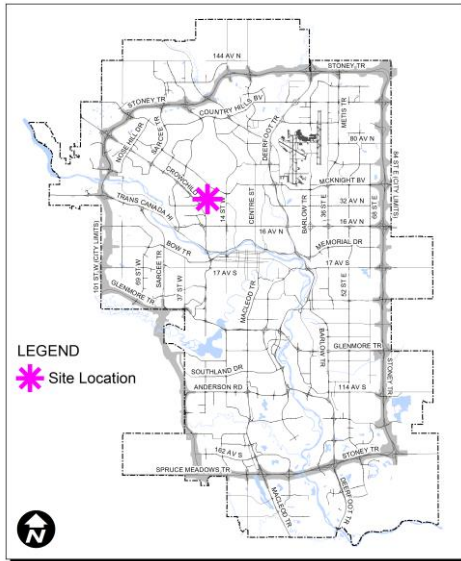 144 AV N
STONEY TR
STONEY TR
COUNTRY HILLS BV
METIS TR
NOSE HILL DR
SARCEE TR
DEERFOOT TR
80 AV N
84 ST E (CITY LIMITS)
CROWCHILD
MCKNIGHT BV
14 ST
CENTRE ST
BARLOW TR
36 ST E
32 AV N
68 ST E
TRANS CANADA HI
16 AV N
16 AV N
101 ST W (CITY LIMITS)
BOW TR
MEMORIAL DR
69 ST W
SARCEE TR
17 AV S
17 AV S
37 ST W
MACLEOD TR
52 ST E
GLENMORE TR
BARLOW TR
GLENMORE TR
LEGEND
Site Location
SOUTHLAND DR
STONEY TR
ANDERSON RD
114 AV S
162 AV S
STONEY TR
SPRUCE MEADOWS TR
MACLEOD TR
DEERFOOT TR
N